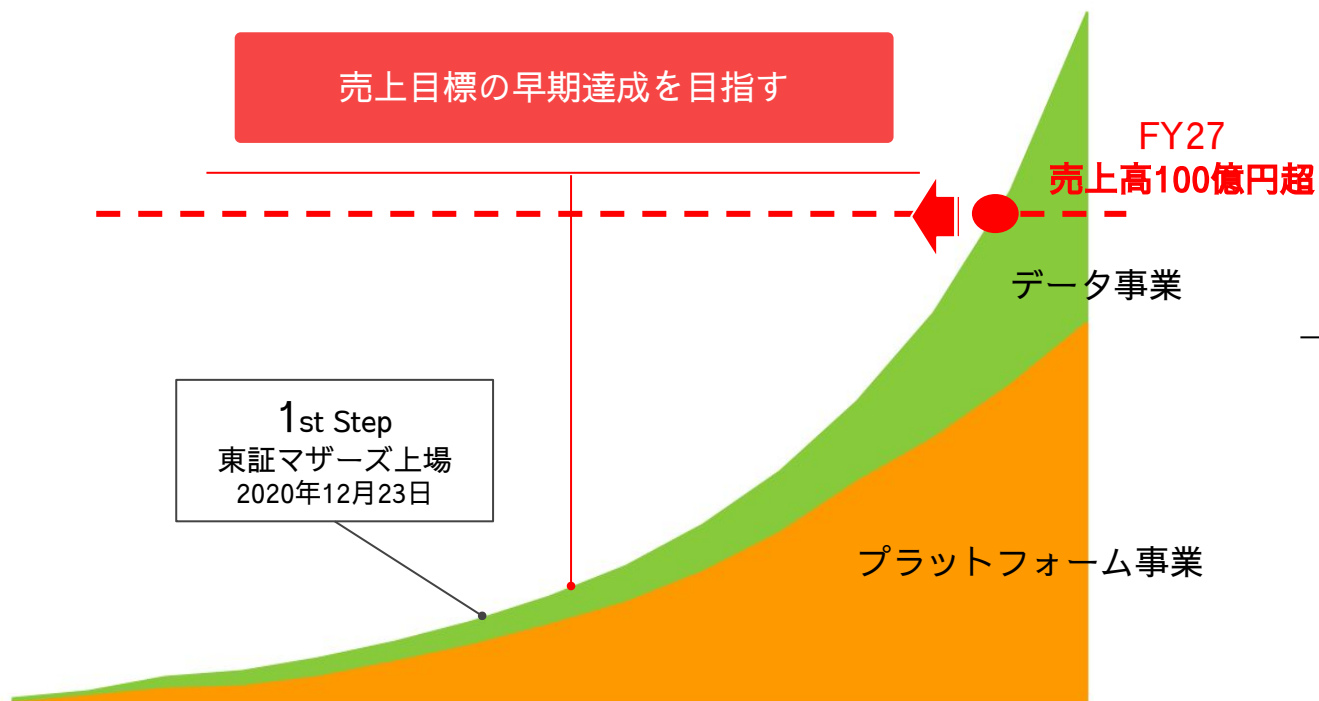 売上目標の早期達成を目指す
FY27
売上高100億円超
データ事業
1st Step
東証マザーズ上場
2020年12月23日
プラットフォーム事業